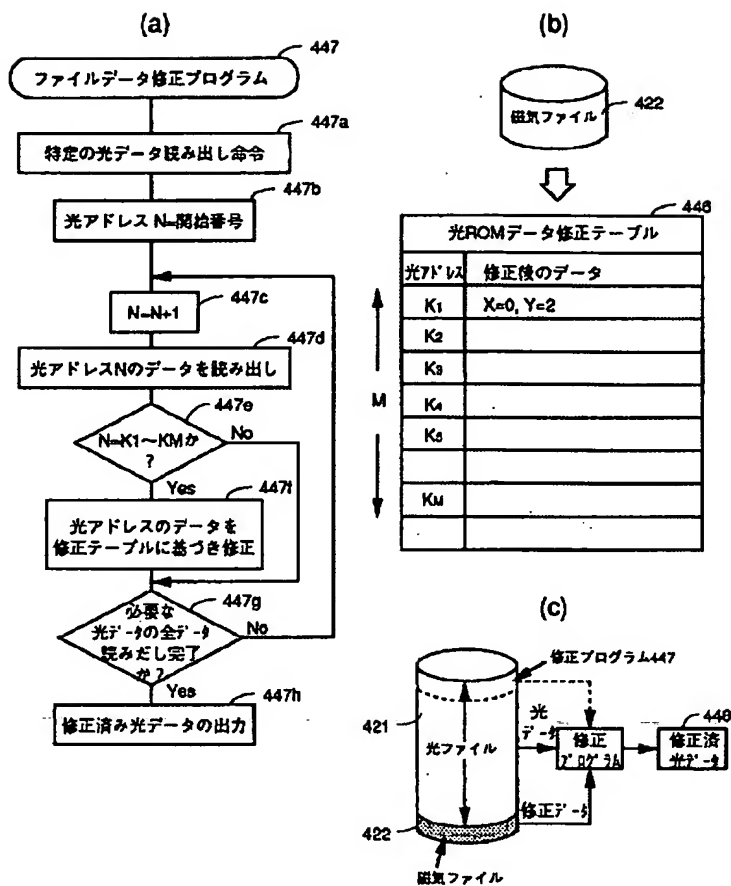 (a)
447
ファイルデータ修正プログラム
447a
特定の光データ読み出し命令
447b
光アドレス N=開始番号
447c
N=N+1
447d
光アドレスNのデータを読み出し
447e
N=K1〜KMか
?
No
Yes
447f
光アドレスのデータを
修正テーブルに基づき修正
447g
必要な
光データの全データ
読みだし完了
か?
No
Yes
447h
修正済み光データの出力
(b)
磁気ファイル
422
446
光ROMデータ修正テーブル
光アドレス
修正後のデータ
M
K1
X=0, Y=2
K2
K3
K4
K5
KM
(c)
修正プログラム447
421
光ファイル
光
データ
修正
プログラム
448
修正済
光データ
修正データ
422
磁気ファイル